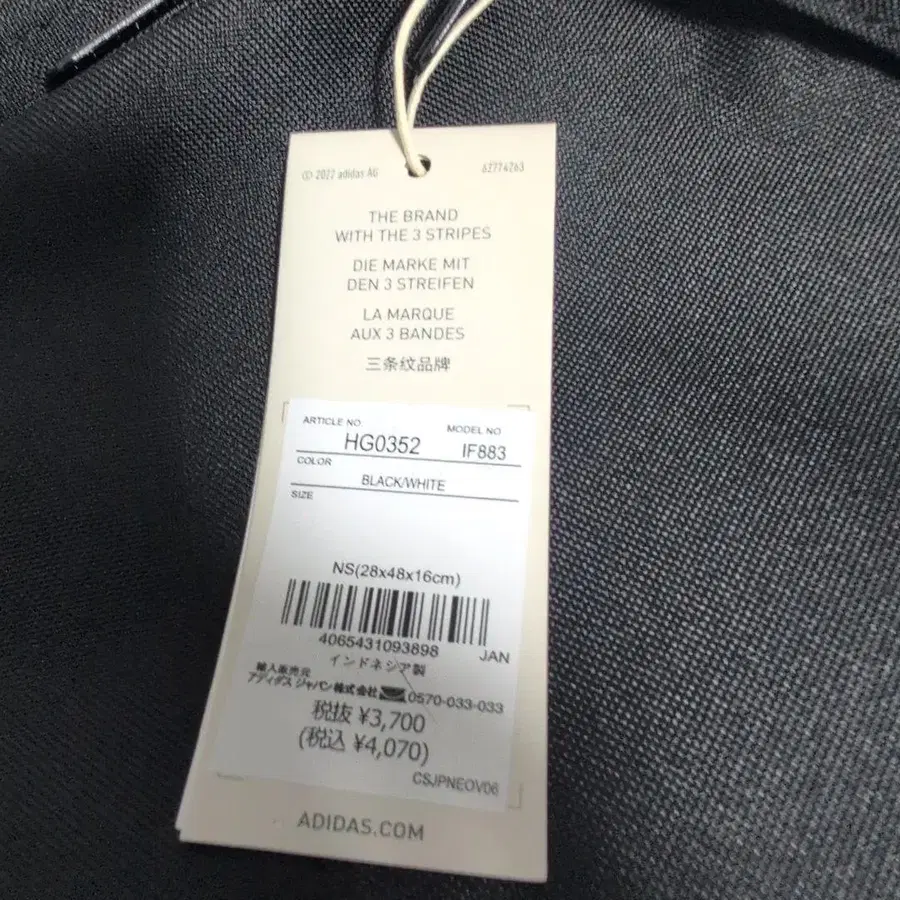 © 2022 adidas AG
62774263
THE BRAND
WITH THE 3 STRIPES
DIE MARKE MIT
DEN 3 STREIFEN
LA MARQUE
AUX 3 BANDES
三条纹品牌
ARTICLE NO
MODEL NO
HG0352
IF883
COLOR
BLACK/WHITE
SIZE
NS(28x48x16cm)
4065431093898
JAN
インドネシア製
輸入販売元
アディダス ジャパン株式会社 0570-033-033
税抜 ¥3,700
(税込 ¥4,070)
CSJPNEOV06
ADIDAS.COM